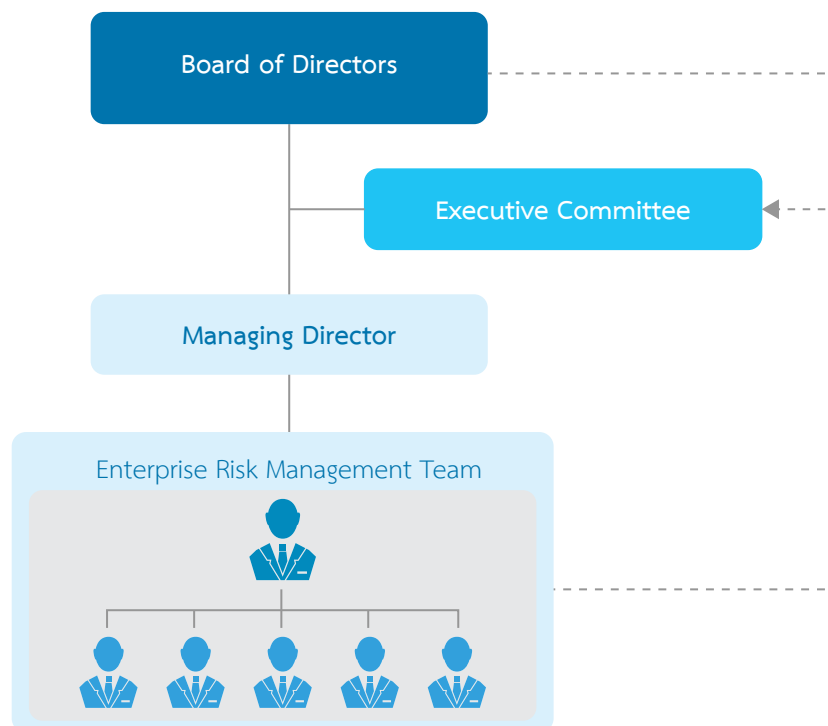 Board of Directors
Executive Committee
Managing Director
Enterprise Risk Management Team